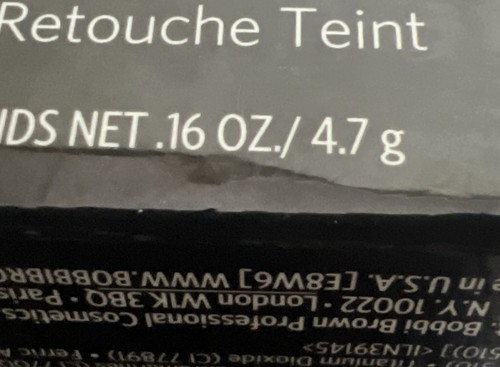 Retouche Teint
IDS NET .16 OZ./ 4.7 g
e in U.S.A. [E8W6] WWW.BOBBIBRO
N.Y. 10022 - London W1K 3BQ - Paris
Bobbi Brown Professional Cosmetics
510)] <ILN39145>
Titanium Dioxide (CI 77891) • Ferric